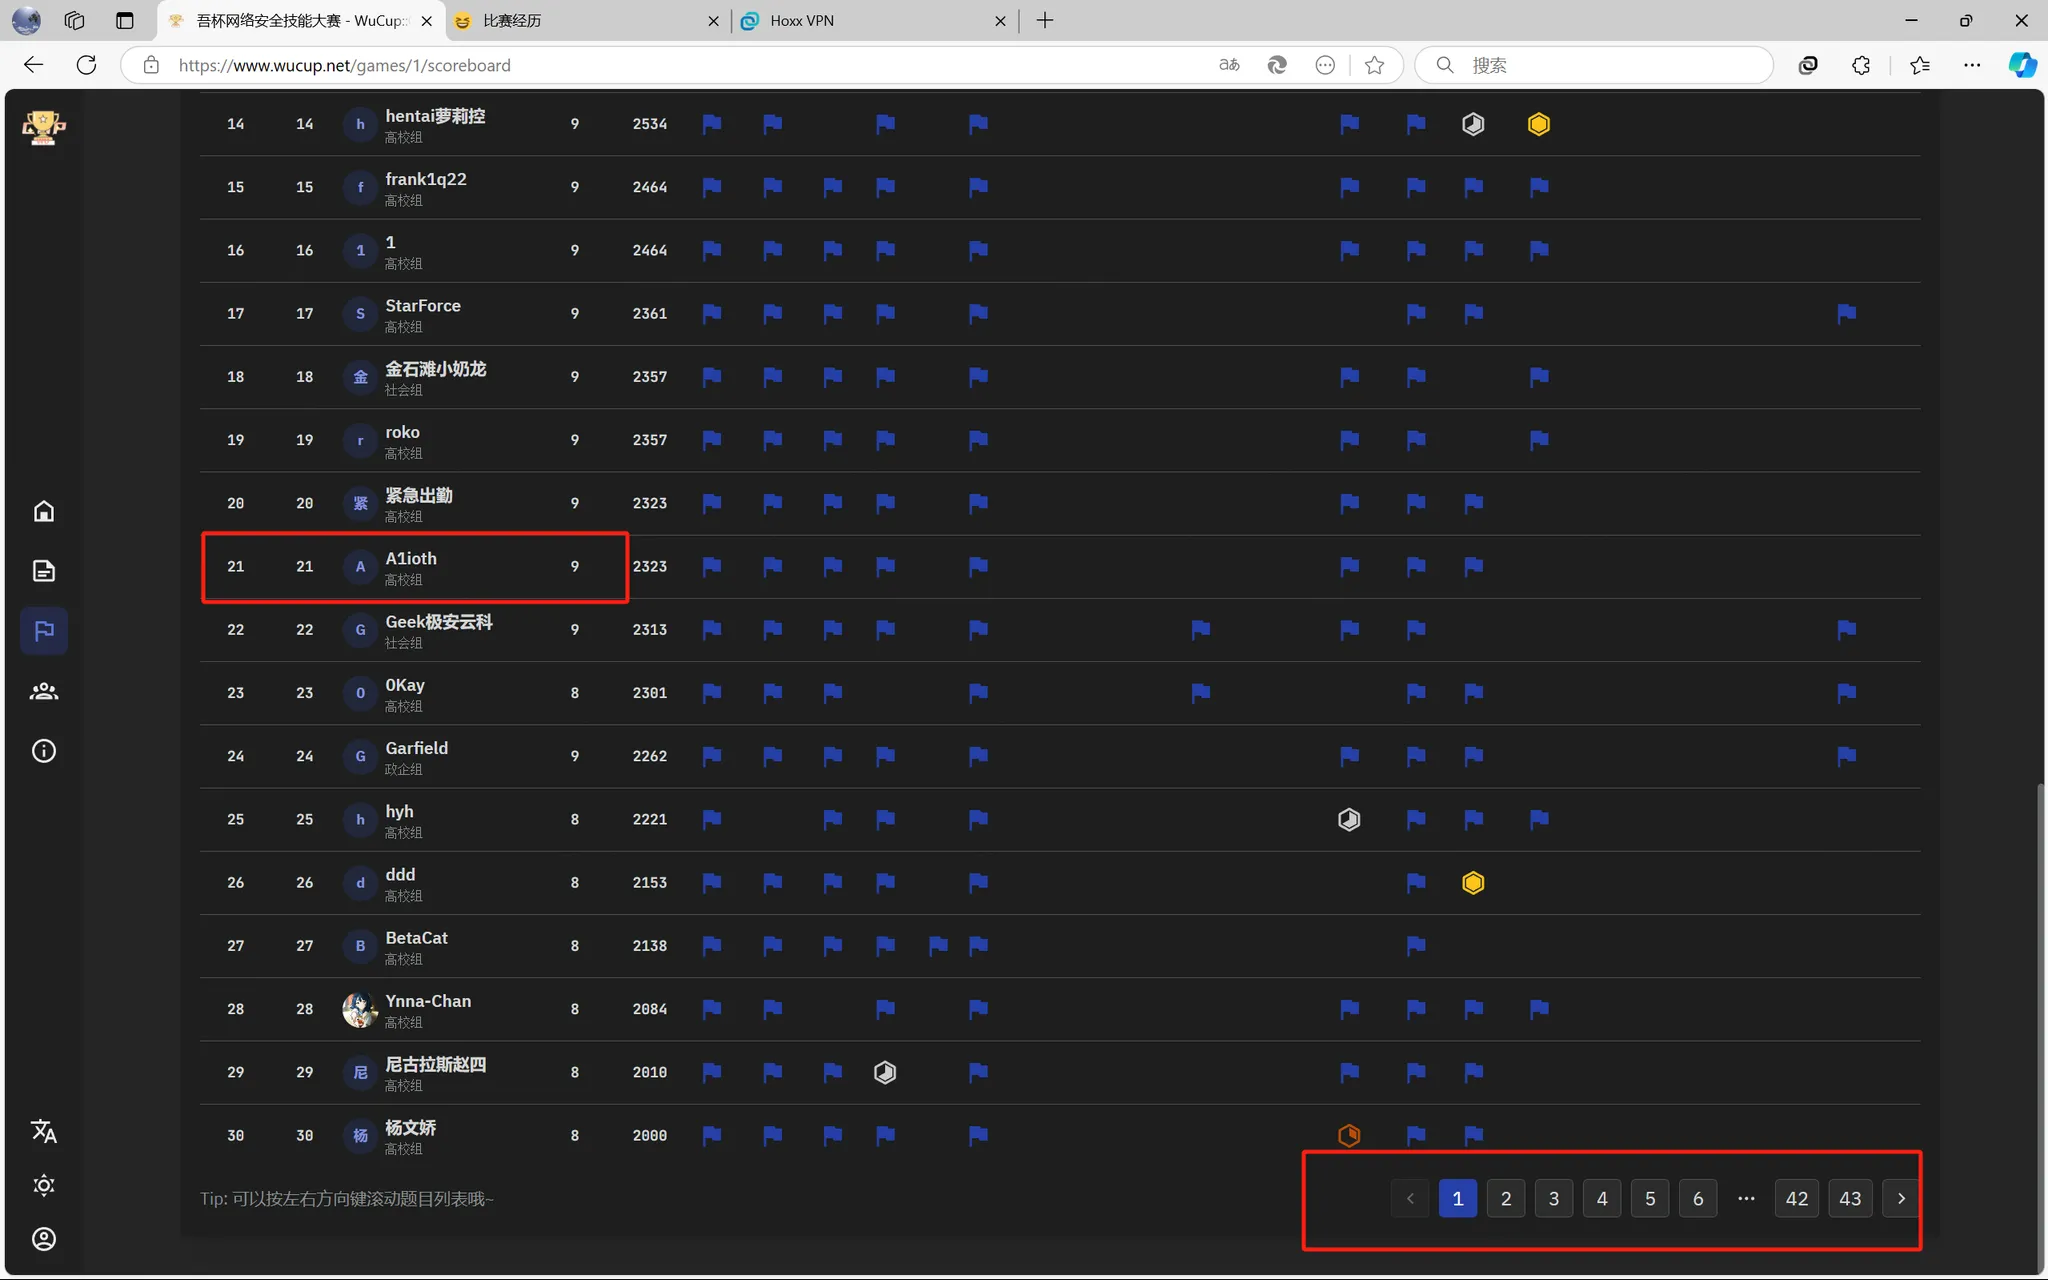 吾杯网络安全技能大赛 - WuCup::
比赛经历
Hoxx VPN
https://www.wucup.net/games/1/scoreboard
aあ
搜索
14 14 h hentai萝莉控 9 2534
高校组
15 15 f frank1q22 9 2464
高校组
16 16 1 1 9 2464
高校组
17 17 S StarForce 9 2361
高校组
18 18 金 金石滩小奶龙 9 2357
社会组
19 19 r roko 9 2357
高校组
20 20 紧 紧急出勤 9 2323
高校组
21 21 A A1ioth 9 2323
高校组
22 22 G Geek极安云科 9 2313
社会组
23 23 0 0Kay 8 2301
高校组
24 24 G Garfield 9 2262
政企组
25 25 h hyh 8 2221
高校组
26 26 d ddd 8 2153
高校组
27 27 B BetaCat 8 2138
高校组
28 28 Ynna-Chan 8 2084
高校组
29 29 尼 尼古拉斯赵四 8 2010
高校组
30 30 杨 杨文娇 8 2000
高校组
Tip: 可以按左右方向键滚动题目列表哦~
1 2 3 4 5 6 ··· 42 43